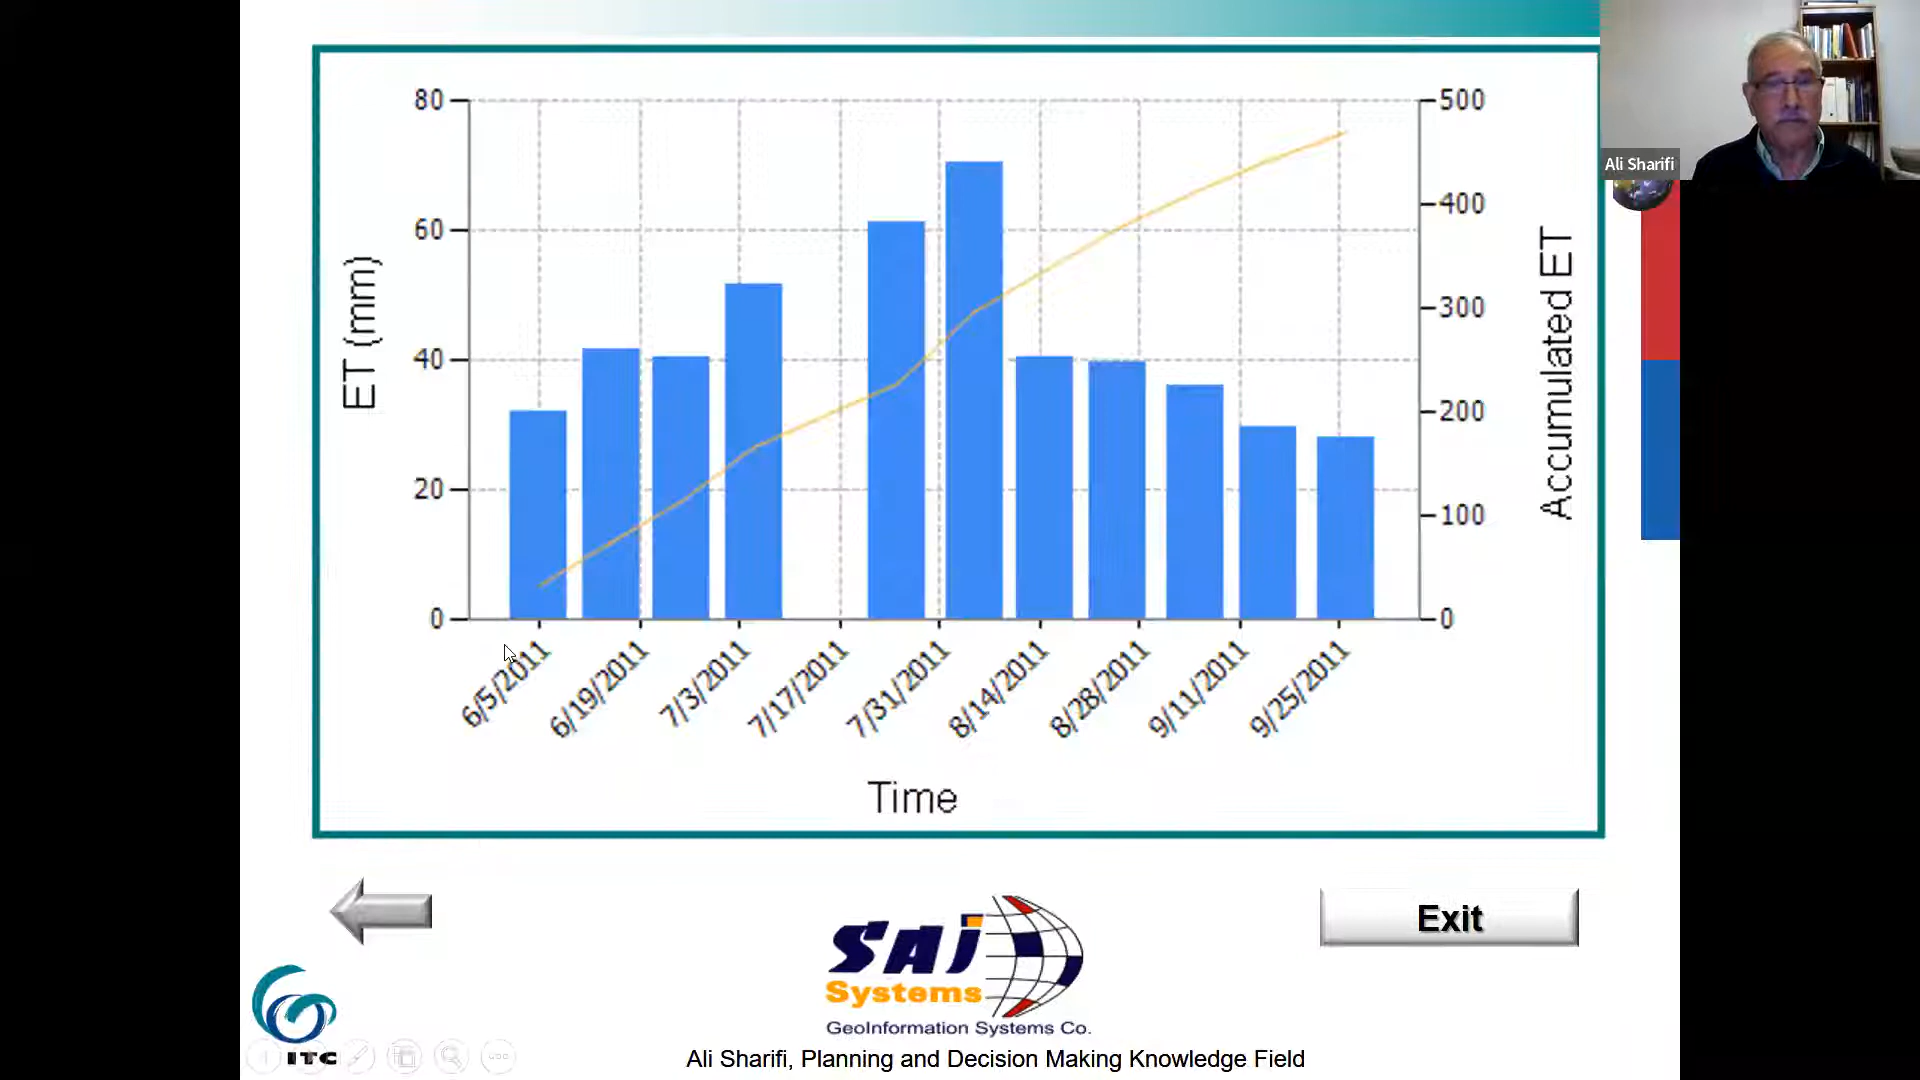 Ali Sharifi
80
60
40
20
0
ET (mm)
500
400
300
200
100
0
Accumulated ET
6/5/2011
6/19/2011
7/3/2011
7/17/2011
7/31/2011
8/14/2011
8/28/2011
9/11/2011
9/25/2011
Time
Exit
SAJ
Systems
GeoInformation Systems Co.
ITC
Ali Sharifi, Planning and Decision Making Knowledge Field